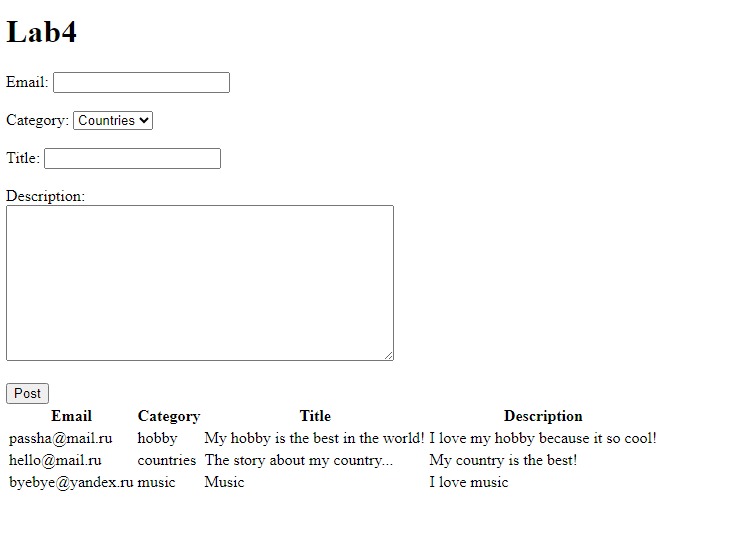 Lab4
Email:
Category: Countries
Title:
Description:
Post
Email Category Title Description
passha@mail.ru hobby My hobby is the best in the world! I love my hobby because it so cool!
hello@mail.ru countries The story about my country... My country is the best!
byebye@yandex.ru music Music I love music